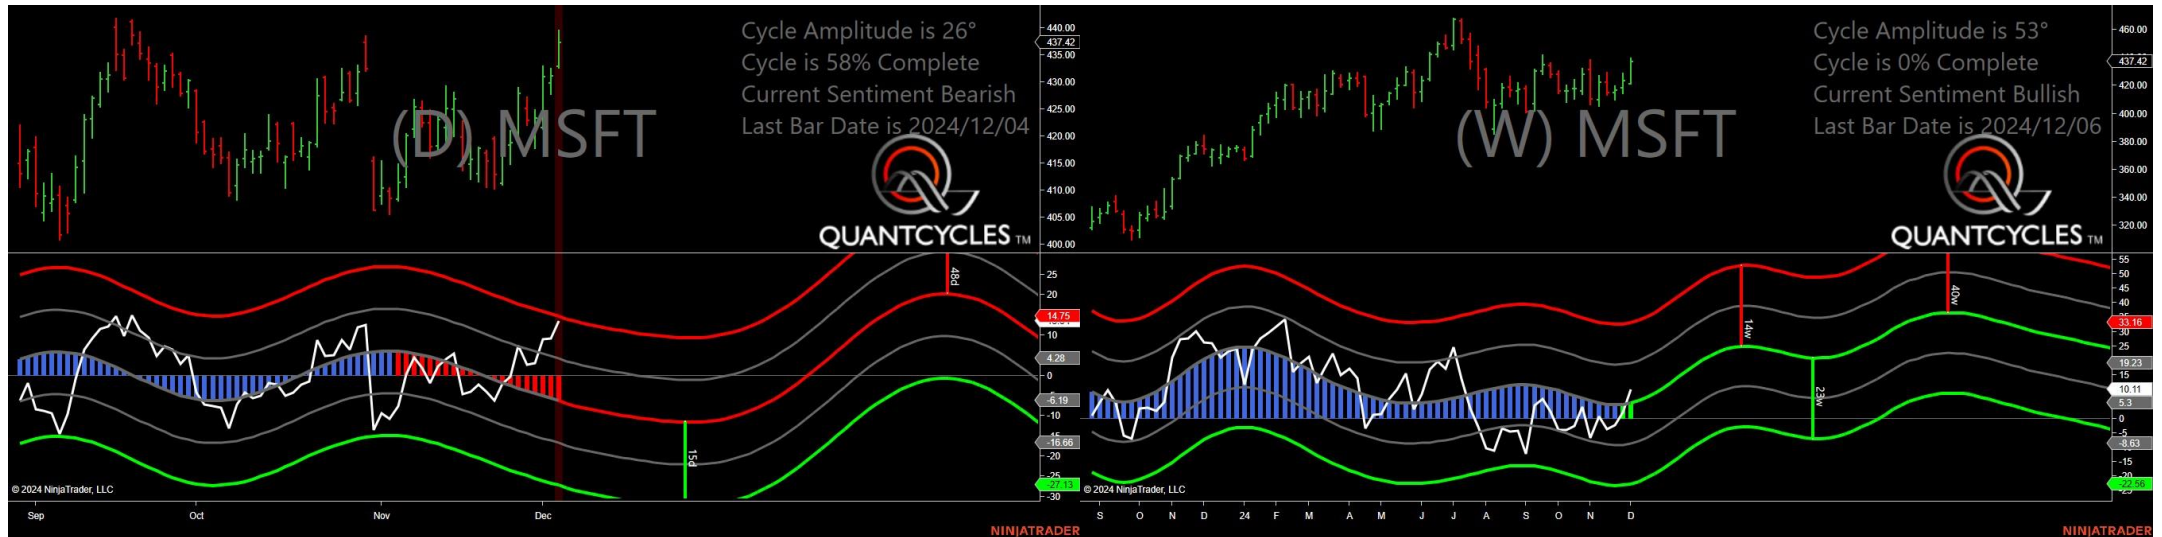 Cycle Amplitude is 26°
Cycle is 58% Complete
Current Sentiment Bearish
Last Bar Date is 2024/12/04
(D) MSFT
QUANTCYCLES TM
440.00
437.42
435.00
430.00
425.00
420.00
415.00
410.00
405.00
400.00
48d
15d
25
20
14.75
10
4.28
0
-6.19
-10
-16.66
-20
-27.13
-30
© 2024 NinjaTrader, LLC
Sep Oct Nov Dec
NINJATRADER
Cycle Amplitude is 53°
Cycle is 0% Complete
Current Sentiment Bullish
Last Bar Date is 2024/12/06
(W) MSFT
QUANTCYCLES TM
460.00
437.42
420.00
400.00
380.00
360.00
340.00
320.00
14w
23w
40w
55
50
45
40
33.16
30
25
19.23
15
10.11
5.3
0
-5
-8.63
-15
-22.56
© 2024 NinjaTrader, LLC
S O N D 24 F M A M J J A S O N D
NINJATRADER